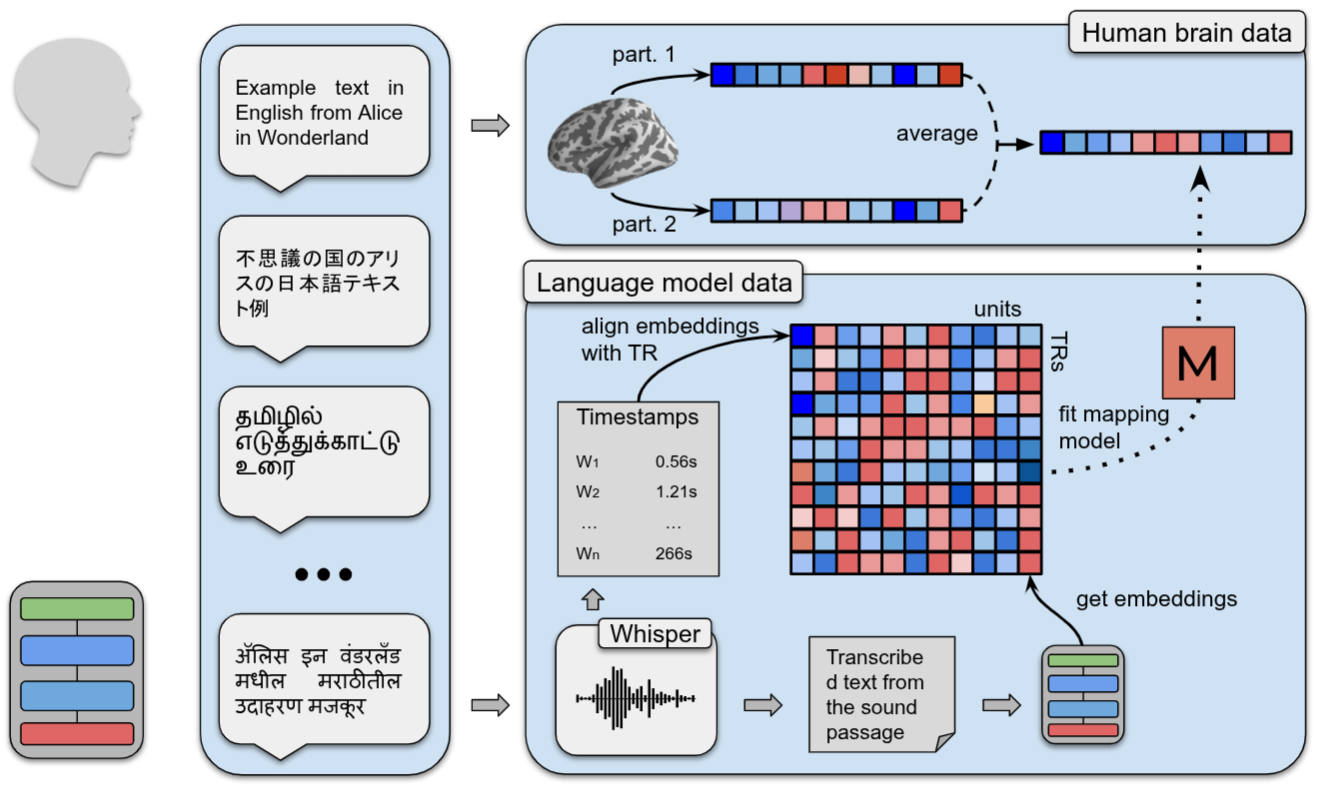 Example text in
English from Alice
in Wonderland
不思議の国のアリ
スの日本語テキス
ト例
தமிழில்
எடுத்துக்காட்டு
உரை
ॲलिस इन वंडरलँड
मधील मराठीतील
उदाहरण मजकूर
Human brain data
part. 1
part. 2
average
Language model data
align embeddings
with TR
units
TRs
Timestamps
W1 0.56s
W2 1.21s
... ...
Wn 266s
M
fit mapping
model
get embeddings
Whisper
Transcribe
d text from
the sound
passage